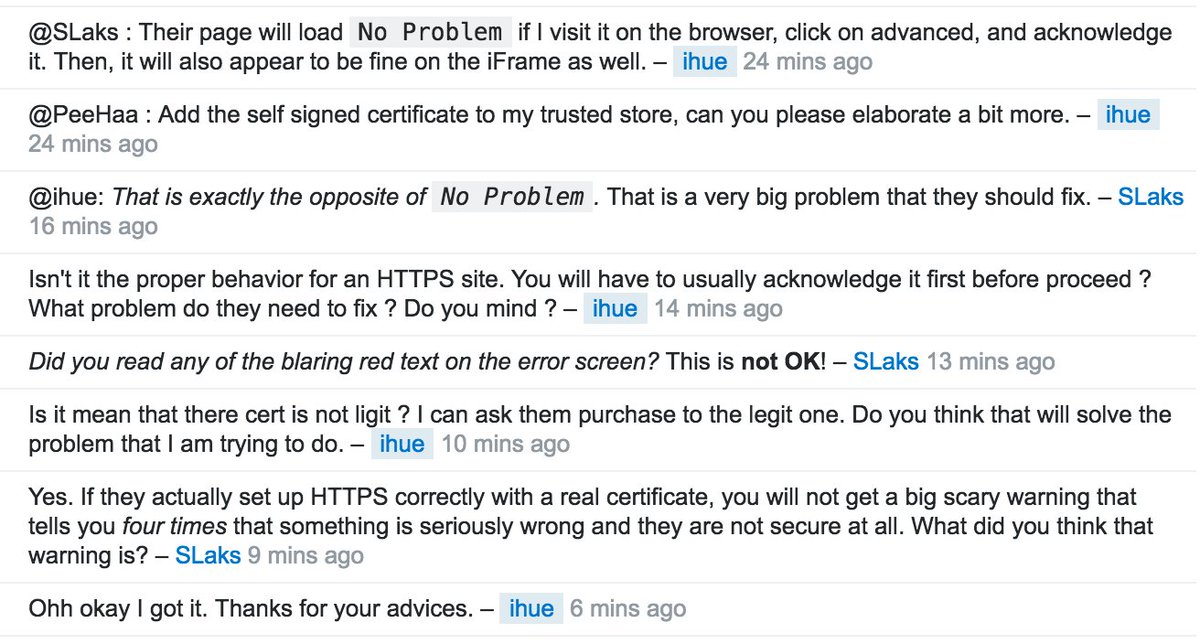 @SLaks : Their page will load No Problem if I visit it on the browser, click on advanced, and acknowledge
it. Then, it will also appear to be fine on the iFrame as well. – ihue 24 mins ago
@PeeHaa : Add the self signed certificate to my trusted store, can you please elaborate a bit more. – ihue
24 mins ago
@ihue: That is exactly the opposite of No Problem. That is a very big problem that they should fix. – SLaks
16 mins ago
Isn't it the proper behavior for an HTTPS site. You will have to usually acknowledge it first before proceed ?
What problem do they need to fix ? Do you mind ? – ihue 14 mins ago
Did you read any of the blaring red text on the error screen? This is not OK! – SLaks 13 mins ago
Is it mean that there cert is not ligit ? I can ask them purchase to the legit one. Do you think that will solve the
problem that I am trying to do. – ihue 10 mins ago
Yes. If they actually set up HTTPS correctly with a real certificate, you will not get a big scary warning that
tells you four times that something is seriously wrong and they are not secure at all. What did you think that
warning is? – SLaks 9 mins ago
Ohh okay I got it. Thanks for your advices. – ihue 6 mins ago